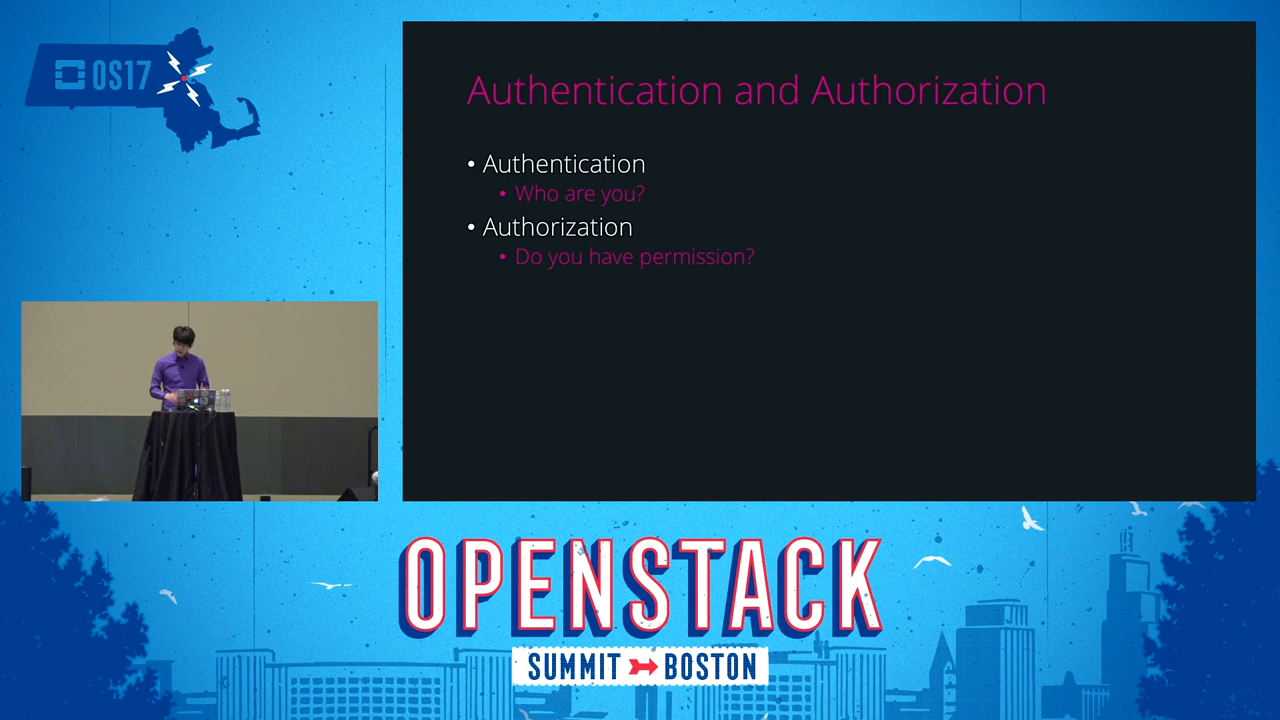 OS17
Authentication and Authorization
• Authentication
• Who are you?
• Authorization
• Do you have permission?
OPENSTACK
SUMMIT BOSTON